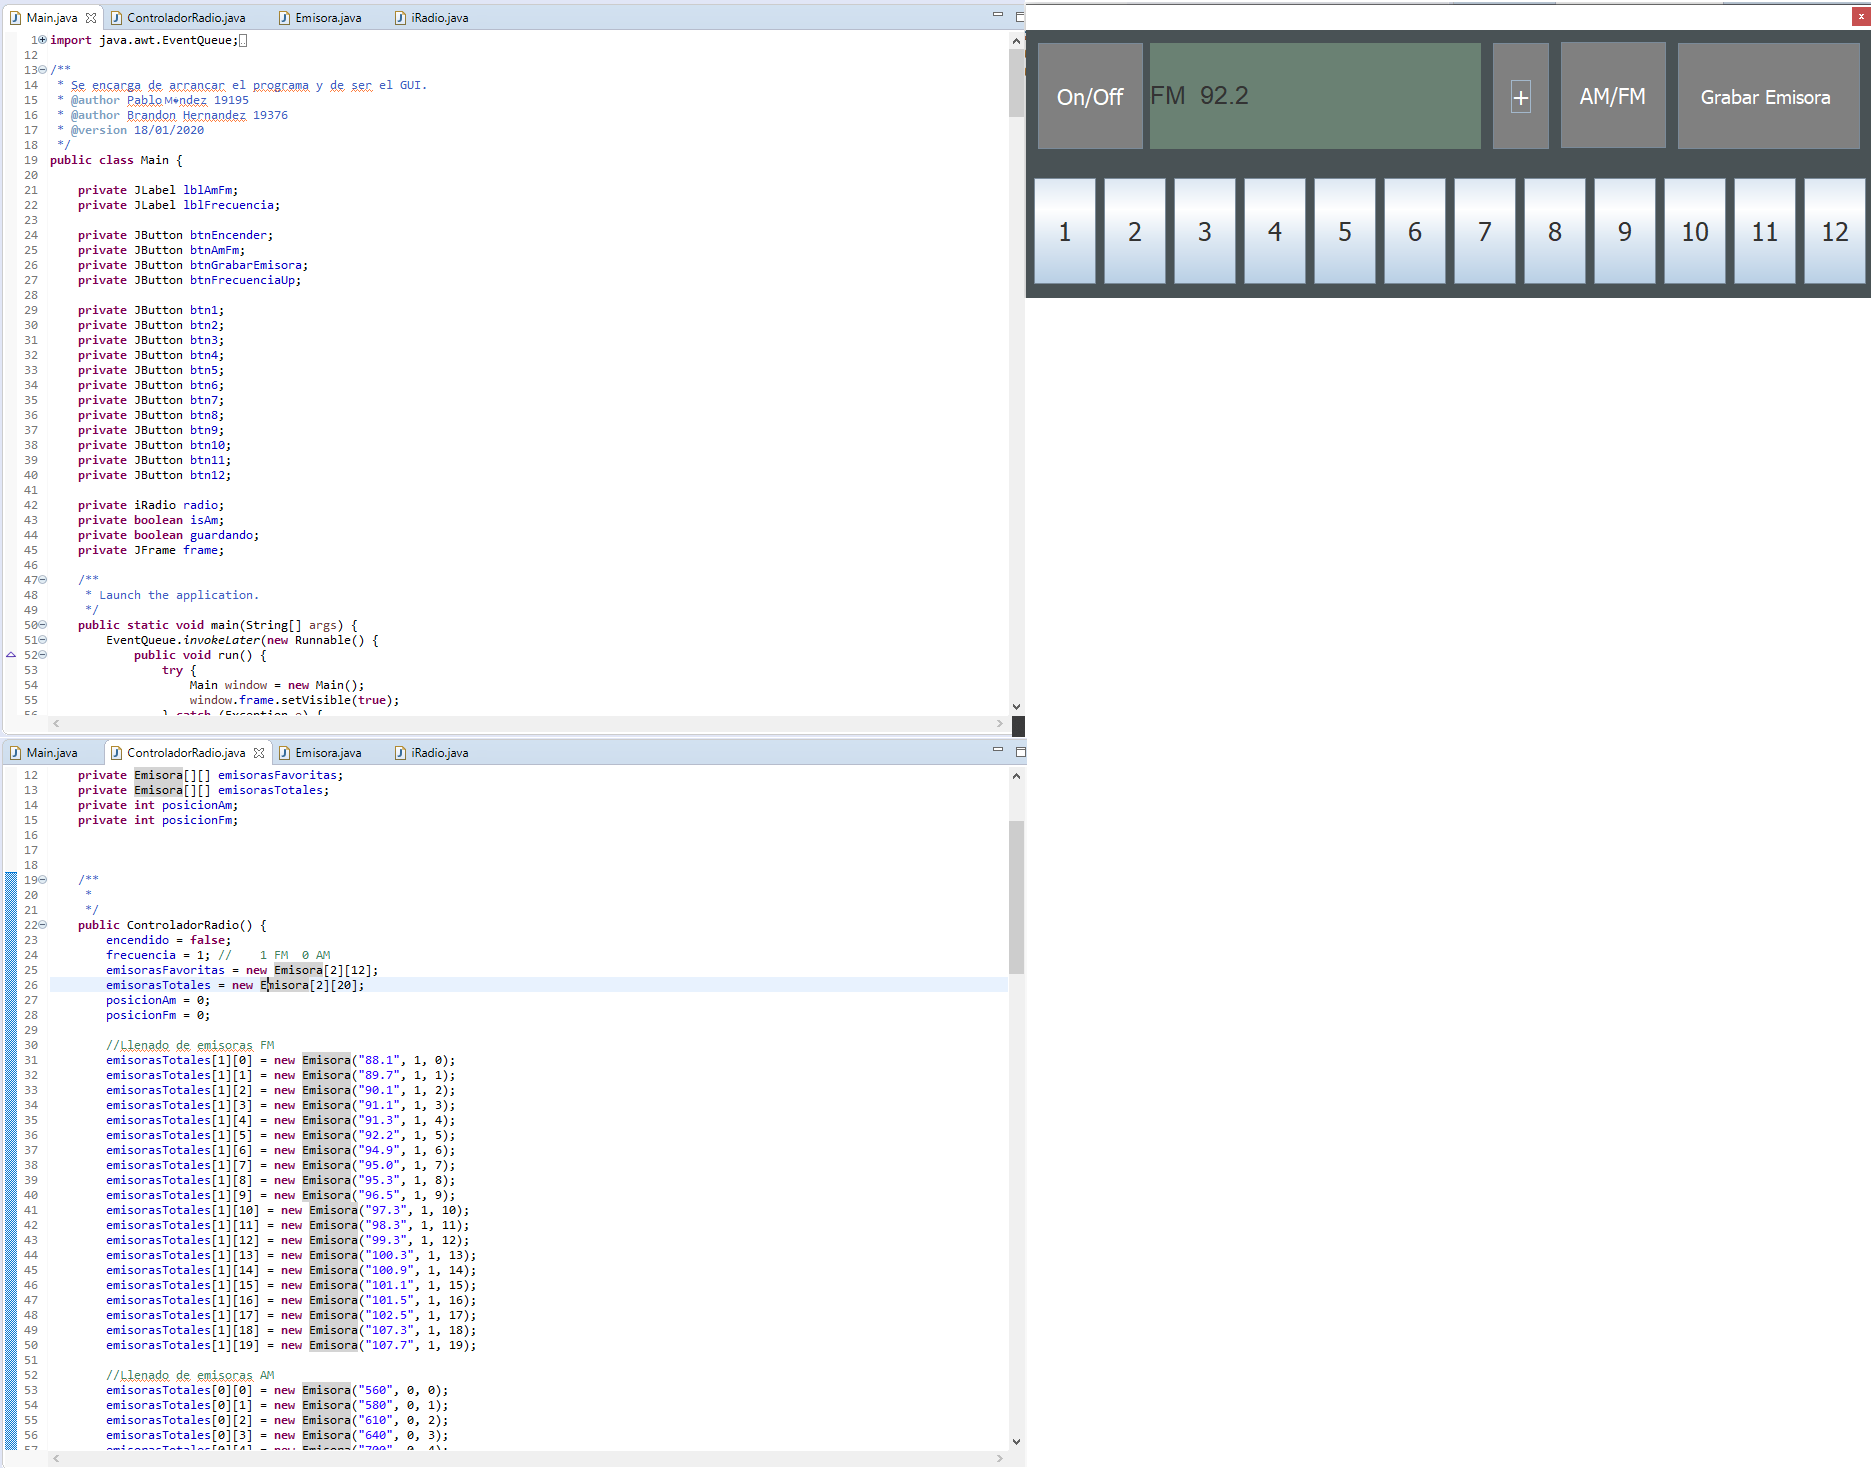 Main.java ControladorRadio.java Emisora.java iRadio.java
1 import java.awt.EventQueue;
12
13 /**
14 * Se encarga de arrancar el programa y de ser el GUI.
15 * @author Pablo M�ndez 19195
16 * @author Brandon Hernandez 19376
17 * @version 18/01/2020
18 */
19 public class Main {
20
21 private JLabel lblAmFm;
22 private JLabel lblFrecuencia;
23
24 private JButton btnEncender;
25 private JButton btnAmFm;
26 private JButton btnGrabarEmisora;
27 private JButton btnFrecuenciaUp;
28
29 private JButton btn1;
30 private JButton btn2;
31 private JButton btn3;
32 private JButton btn4;
33 private JButton btn5;
34 private JButton btn6;
35 private JButton btn7;
36 private JButton btn8;
37 private JButton btn9;
38 private JButton btn10;
39 private JButton btn11;
40 private JButton btn12;
41
42 private iRadio radio;
43 private boolean isAm;
44 private boolean guardando;
45 private JFrame frame;
46
47 /**
48 * Launch the application.
49 */
50 public static void main(String[] args) {
51 EventQueue.invokeLater(new Runnable() {
52 public void run() {
53 try {
54 Main window = new Main();
55 window.frame.setVisible(true);
56 } catch (Exception e) {
On/Off FM 92.2 + AM/FM Grabar Emisora
1 2 3 4 5 6 7 8 9 10 11 12
Main.java ControladorRadio.java Emisora.java iRadio.java
12 private Emisora[][] emisorasFavoritas;
13 private Emisora[][] emisorasTotales;
14 private int posicionAm;
15 private int posicionFm;
16
17
18
19 /**
20 *
21 */
22 public ControladorRadio() {
23 encendido = false;
24 frecuencia = 1; // 1 FM 0 AM
25 emisorasFavoritas = new Emisora[2][12];
26 emisorasTotales = new Emisora[2][20];
27 posicionAm = 0;
28 posicionFm = 0;
29
30 //Llenado de emisoras FM
31 emisorasTotales[1][0] = new Emisora("88.1", 1, 0);
32 emisorasTotales[1][1] = new Emisora("89.7", 1, 1);
33 emisorasTotales[1][2] = new Emisora("90.1", 1, 2);
34 emisorasTotales[1][3] = new Emisora("91.1", 1, 3);
35 emisorasTotales[1][4] = new Emisora("91.3", 1, 4);
36 emisorasTotales[1][5] = new Emisora("92.2", 1, 5);
37 emisorasTotales[1][6] = new Emisora("94.9", 1, 6);
38 emisorasTotales[1][7] = new Emisora("95.0", 1, 7);
39 emisorasTotales[1][8] = new Emisora("95.3", 1, 8);
40 emisorasTotales[1][9] = new Emisora("96.5", 1, 9);
41 emisorasTotales[1][10] = new Emisora("97.3", 1, 10);
42 emisorasTotales[1][11] = new Emisora("98.3", 1, 11);
43 emisorasTotales[1][12] = new Emisora("99.3", 1, 12);
44 emisorasTotales[1][13] = new Emisora("100.3", 1, 13);
45 emisorasTotales[1][14] = new Emisora("100.9", 1, 14);
46 emisorasTotales[1][15] = new Emisora("101.1", 1, 15);
47 emisorasTotales[1][16] = new Emisora("101.5", 1, 16);
48 emisorasTotales[1][17] = new Emisora("102.5", 1, 17);
49 emisorasTotales[1][18] = new Emisora("107.3", 1, 18);
50 emisorasTotales[1][19] = new Emisora("107.7", 1, 19);
51
52 //Llenado de emisoras AM
53 emisorasTotales[0][0] = new Emisora("560", 0, 0);
54 emisorasTotales[0][1] = new Emisora("580", 0, 1);
55 emisorasTotales[0][2] = new Emisora("610", 0, 2);
56 emisorasTotales[0][3] = new Emisora("640", 0, 3);
57 emisorasTotales[0][4] = new Emisora("700", 0, 4);